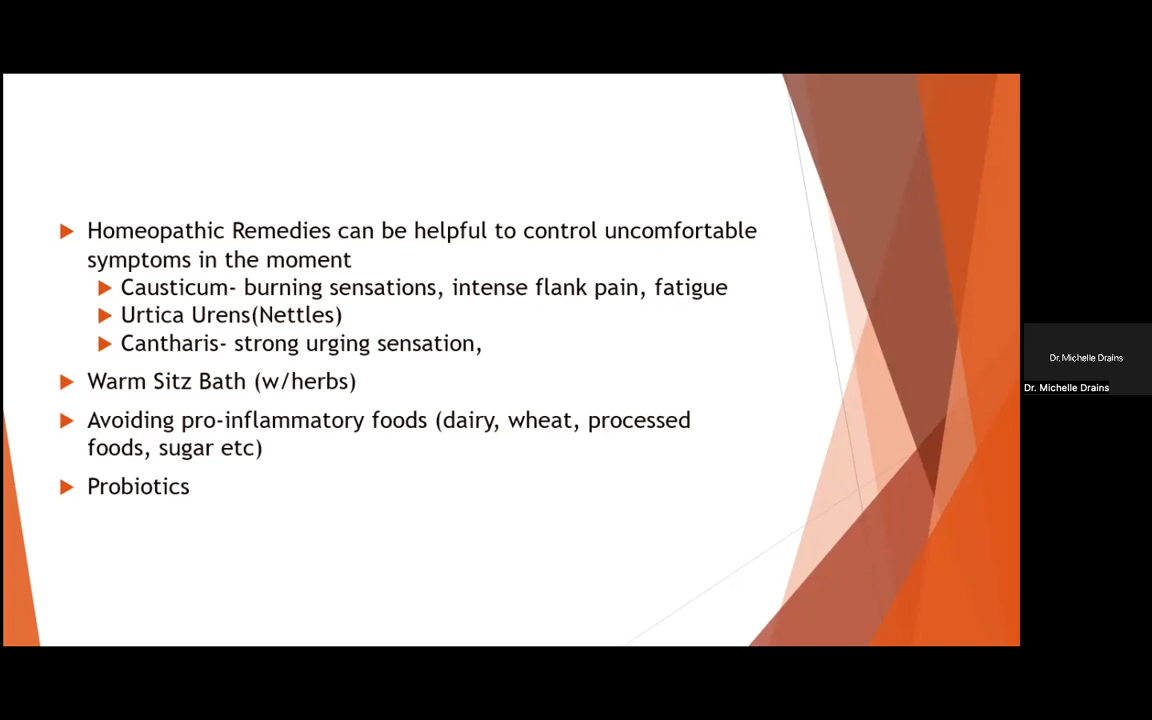 Homeopathic Remedies can be helpful to control uncomfortable
symptoms in the moment
Causticum- burning sensations, intense flank pain, fatigue
Urtica Urens(Nettles)
Cantharis- strong urging sensation,
Warm Sitz Bath (w/herbs)
Avoiding pro-inflammatory foods (dairy, wheat, processed
foods, sugar etc)
Probiotics
Dr. Michelle Drains
Dr. Michelle Drains